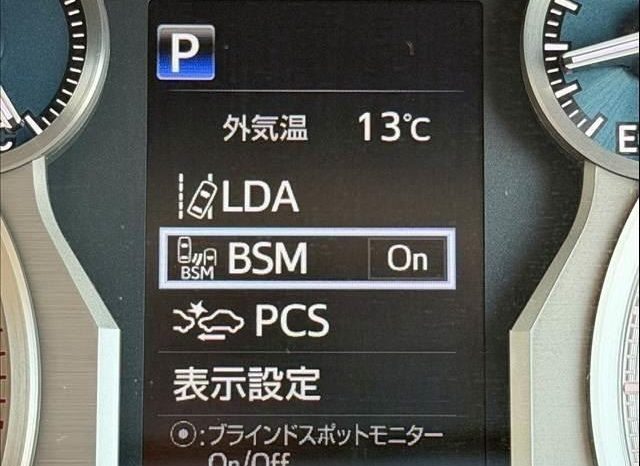 P
外気温 13℃
LDA
BSM BSM On
PCS
表示設定
⦿:ブラインドスポットモニター
On/Off
C
E